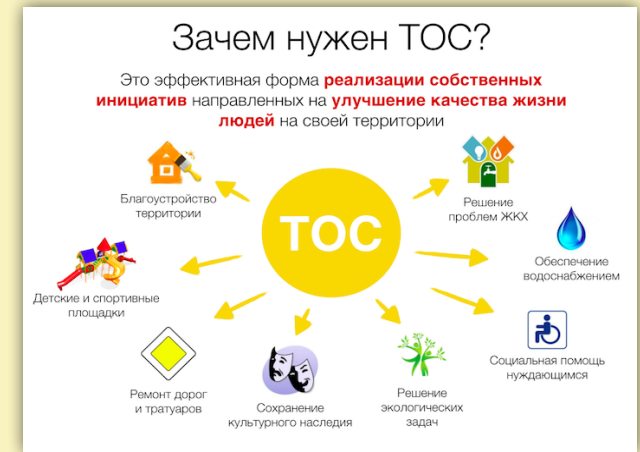 Зачем нужен ТОС?
Это эффективная форма реализации собственных
инициатив направленных на улучшение качества жизни
людей на своей территории
Благоустройство
территории
Решение
проблем ЖКХ
ТОС
Обеспечение
водоснабжением
Детские и спортивные
площадки
Социальная помощь
нуждающимся
Ремонт дорог
и тратуаров
Сохранение
культурного наследия
Решение
экологических
задач